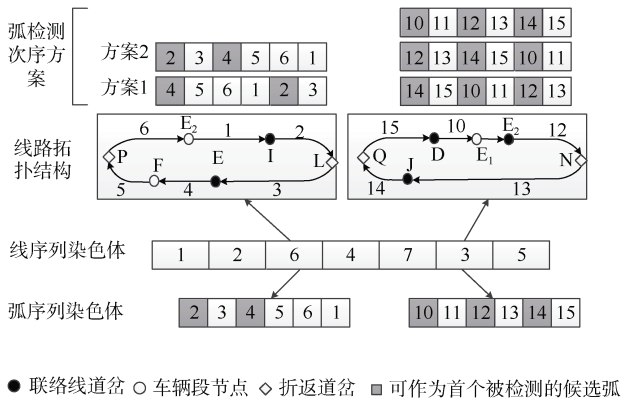 弧检测次序方案
方案2 2 3 4 5 6 1
方案1 4 5 6 1 2 3
10 11 12 13 14 15
12 13 14 15 10 11
14 15 10 11 12 13
线路拓扑结构
6 E2 1 2
P F E I L
5 4 3
15 10 E2 12
Q D E1 N
J
14 13
线序列染色体 1 2 6 4 7 3 5
弧序列染色体 2 3 4 5 6 1
10 11 12 13 14 15
联络线道岔 车辆段节点 折返道岔 可作为首个被检测的候选弧